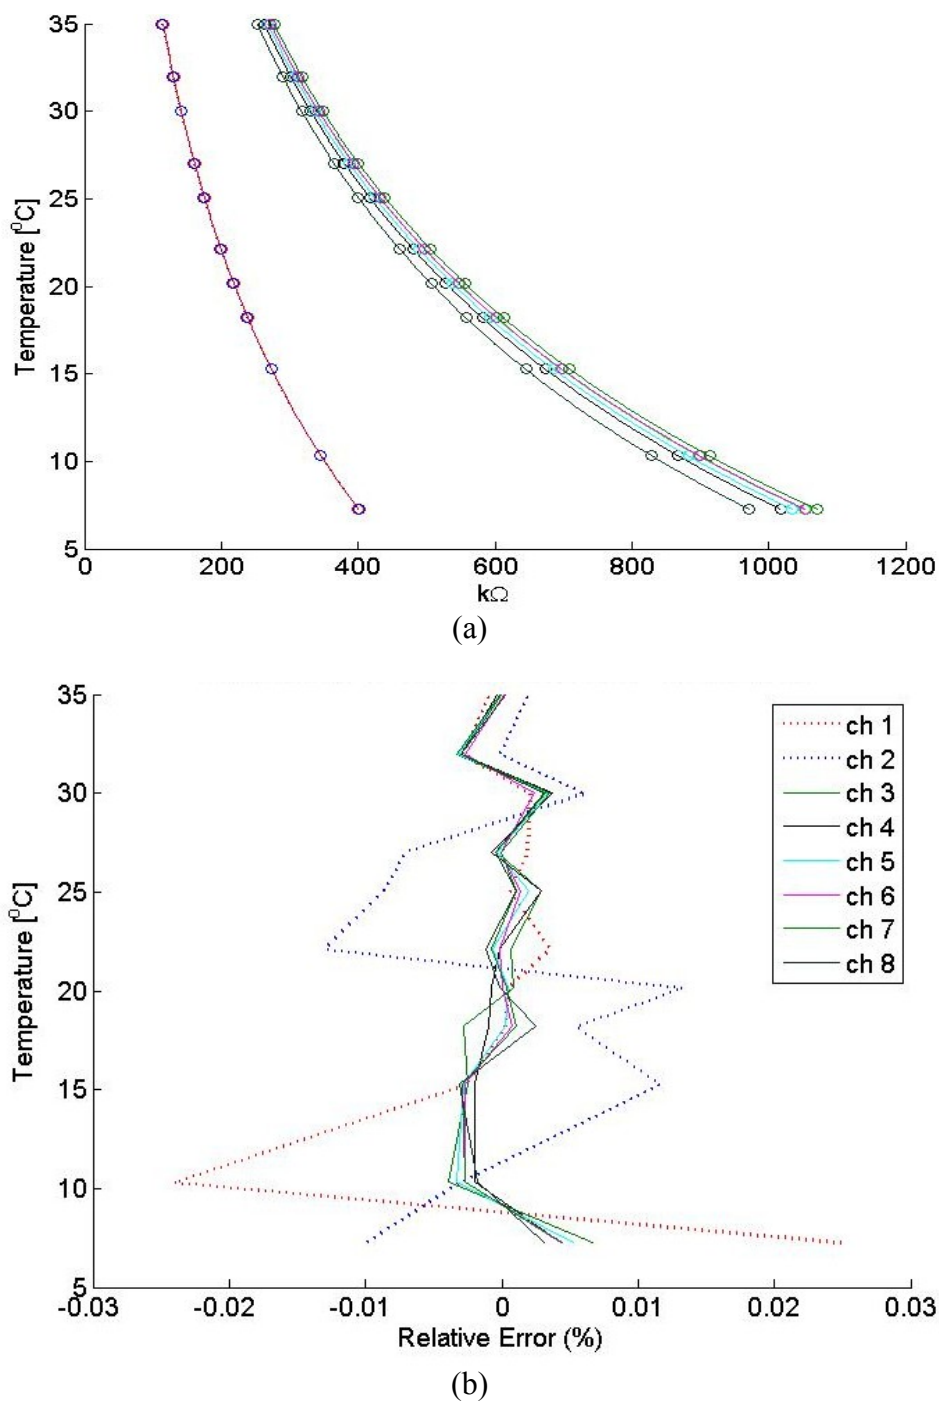 35
30
25
20
15
10
5
Temperature [⁰C]
0 200 400 600 800 1000 1200
kΩ
(a)
35
30
25
20
15
10
5
Temperature [⁰C]
-0.03 -0.02 -0.01 0 0.01 0.02 0.03
Relative Error (%)
ch 1
ch 2
ch 3
ch 4
ch 5
ch 6
ch 7
ch 8
(b)